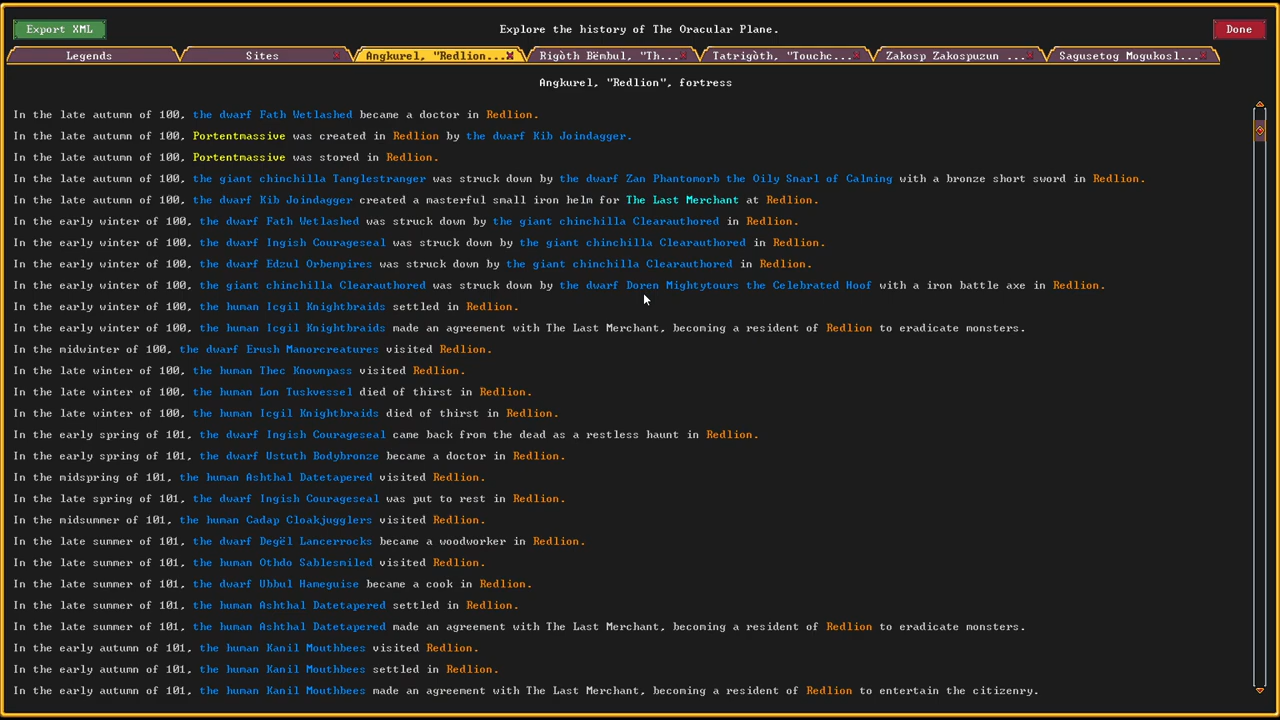 Export XML
Explore the history of The Oracular Plane.
Done
Legends
Sites
Angkurel, "Redlion...
Rigòth Bëmbul, "Th...
Tatrigòth, "Touchc...
Zakosp Zakospuzun ...
Sagusetog Mogukosl...
Angkurel, "Redlion", fortress
In the late autumn of 100, the dwarf Fath Wetlashed became a doctor in Redlion.
In the late autumn of 100, Portentmassive was created in Redlion by the dwarf Kib Joindagger.
In the late autumn of 100, Portentmassive was stored in Redlion.
In the late autumn of 100, the giant chinchilla Tanglestranger was struck down by the dwarf Zan Phantomorb the Oily Snarl of Calming with a bronze short sword in Redlion.
In the late autumn of 100, the dwarf Kib Joindagger created a masterful small iron helm for The Last Merchant at Redlion.
In the early winter of 100, the dwarf Fath Wetlashed was struck down by the giant chinchilla Clearauthored in Redlion.
In the early winter of 100, the dwarf Ingish Courageseal was struck down by the giant chinchilla Clearauthored in Redlion.
In the early winter of 100, the dwarf Edzul Orbempires was struck down by the giant chinchilla Clearauthored in Redlion.
In the early winter of 100, the giant chinchilla Clearauthored was struck down by the dwarf Doren Mightytours the Celebrated Hoof with a iron battle axe in Redlion.
In the early winter of 100, the human Icgil Knightbraids settled in Redlion.
In the early winter of 100, the human Icgil Knightbraids made an agreement with The Last Merchant, becoming a resident of Redlion to eradicate monsters.
In the midwinter of 100, the dwarf Erush Manorcreatures visited Redlion.
In the late winter of 100, the human Thec Knownpass visited Redlion.
In the late winter of 100, the human Lon Tuskvessel died of thirst in Redlion.
In the late winter of 100, the human Icgil Knightbraids died of thirst in Redlion.
In the early spring of 101, the dwarf Ingish Courageseal came back from the dead as a restless haunt in Redlion.
In the early spring of 101, the dwarf Ustuth Bodybronze became a doctor in Redlion.
In the midspring of 101, the human Ashthal Datetapered visited Redlion.
In the late spring of 101, the dwarf Ingish Courageseal was put to rest in Redlion.
In the midsummer of 101, the human Cadap Cloakjugglers visited Redlion.
In the late summer of 101, the dwarf Degël Lancerrocks became a woodworker in Redlion.
In the late summer of 101, the human Othdo Sablesmiled visited Redlion.
In the late summer of 101, the dwarf Ubbul Hameguise became a cook in Redlion.
In the late summer of 101, the human Ashthal Datetapered settled in Redlion.
In the late summer of 101, the human Ashthal Datetapered made an agreement with The Last Merchant, becoming a resident of Redlion to eradicate monsters.
In the early autumn of 101, the human Kanil Mouthbees visited Redlion.
In the early autumn of 101, the human Kanil Mouthbees settled in Redlion.
In the early autumn of 101, the human Kanil Mouthbees made an agreement with The Last Merchant, becoming a resident of Redlion to entertain the citizenry.